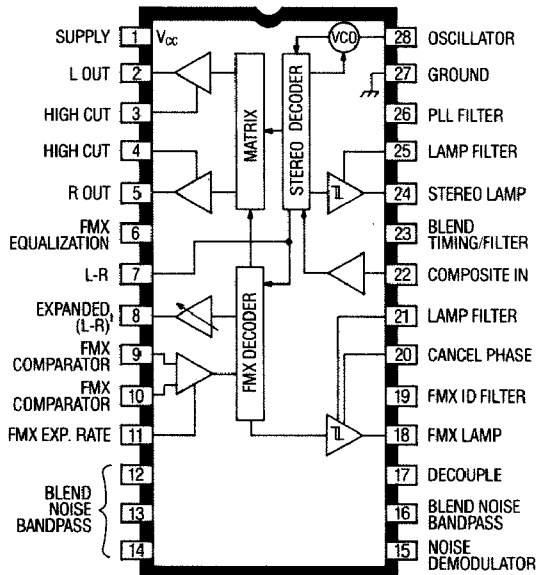 SUPPLY 1 VCC
L OUT 2
HIGH CUT 3
HIGH CUT 4
R OUT 5
FMX
EQUALIZATION 6
L-R 7
EXPANDED,
(L-R)' 8
FMX
COMPARATOR 9
FMX
COMPARATOR 10
FMX EXP. RATE 11
BLEND
NOISE
BANDPASS
12
13
14
MATRIX
STEREO DECODER
VCO
FMX DECODER
28 OSCILLATOR
27 GROUND
26 PLL FILTER
25 LAMP FILTER
24 STEREO LAMP
23 BLEND
TIMING/FILTER
22 COMPOSITE IN
21 LAMP FILTER
20 CANCEL PHASE
19 FMX ID FILTER
18 FMX LAMP
17 DECOUPLE
16 BLEND NOISE
BANDPASS
15 NOISE
DEMODULATOR